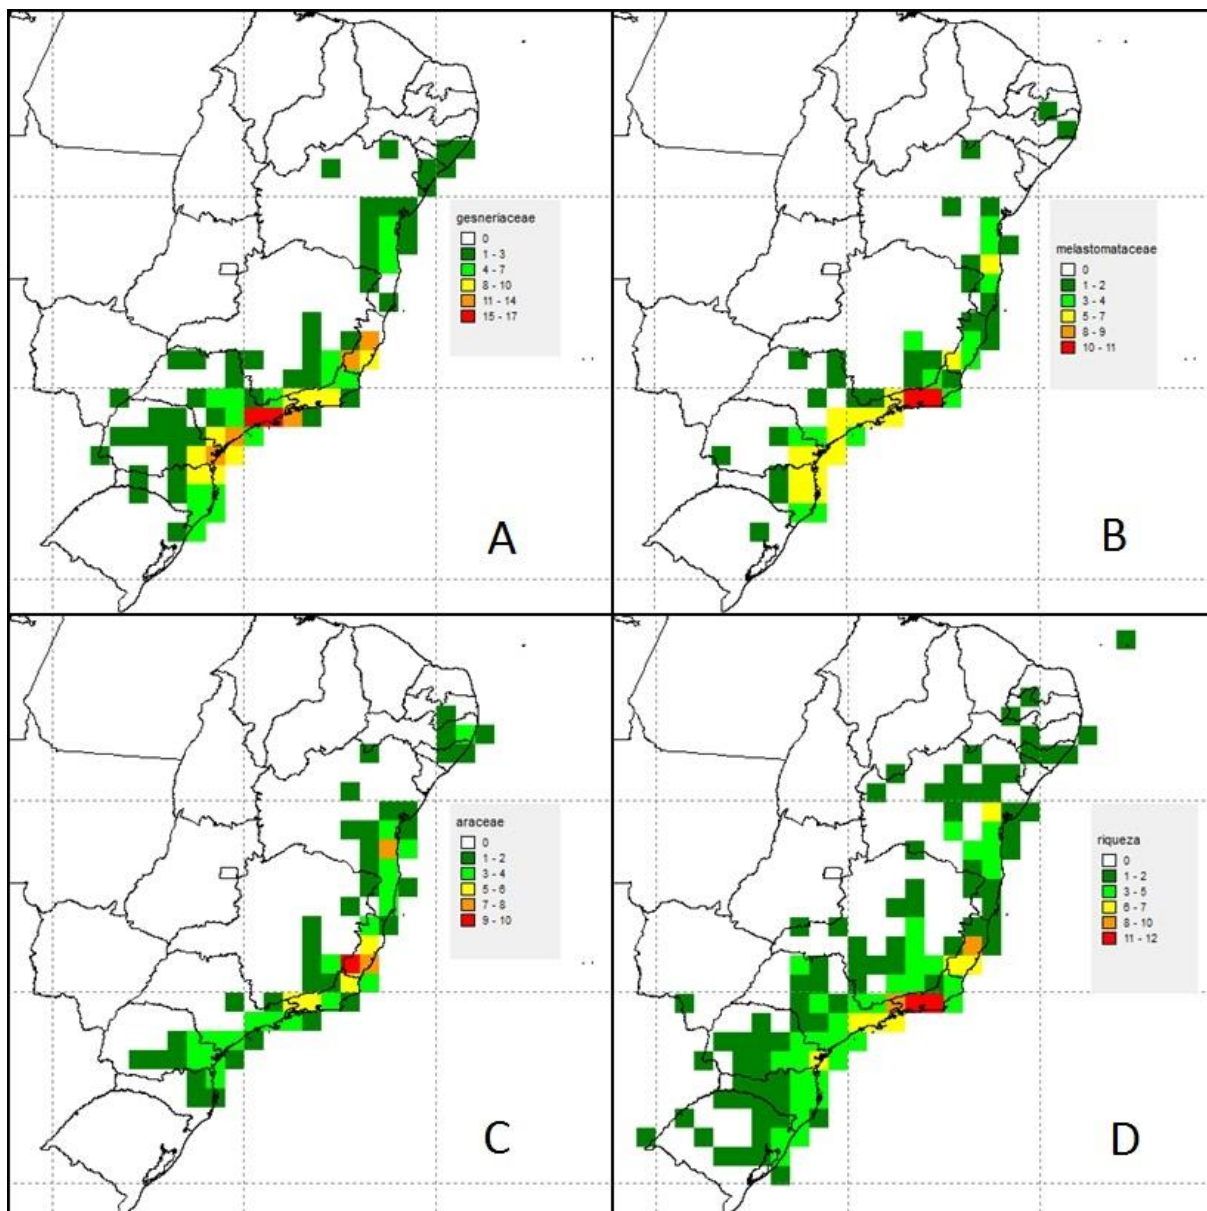 gesneriaceae
0
1 - 3
4 - 7
8 - 10
11 - 14
15 - 17
A
melastomataceae
0
1 - 2
3 - 4
5 - 7
8 - 9
10 - 11
B
araceae
0
1 - 2
3 - 4
5 - 6
7 - 8
9 - 10
C
riqueza
0
1 - 2
3 - 5
6 - 7
8 - 10
11 - 12
D